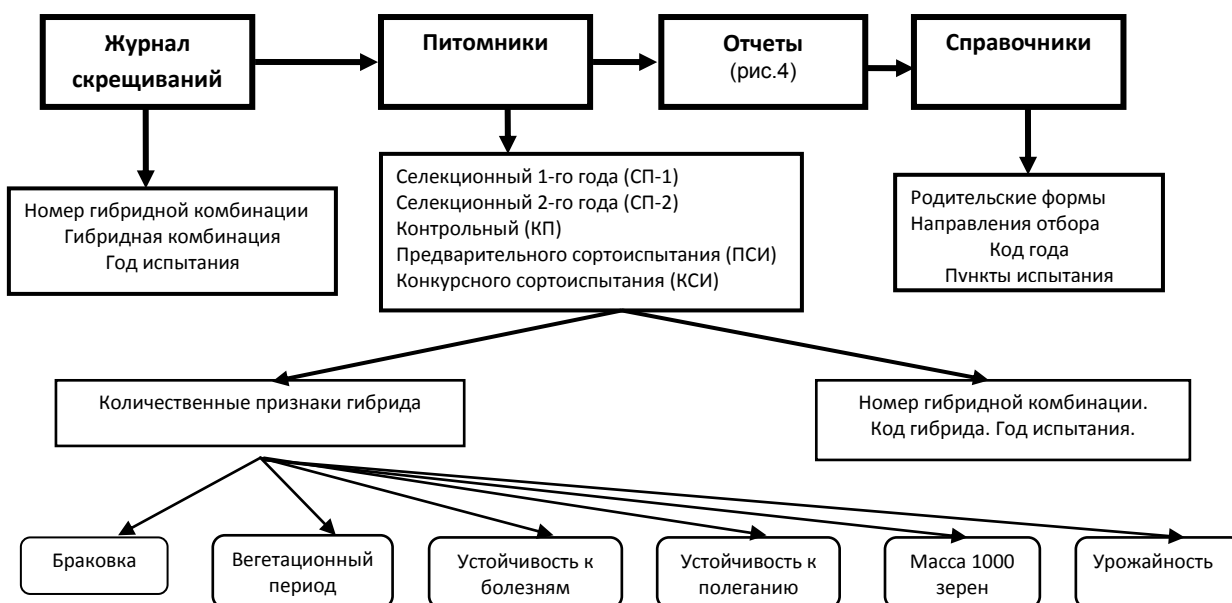 Журнал
скрещиваний
Питомники
Отчеты
(рис.4)
Справочники
Номер гибридной комбинации
Гибридная комбинация
Год испытания
Селекционный 1-го года (СП-1)
Селекционный 2-го года (СП-2)
Контрольный (КП)
Предварительного сортоиспытания (ПСИ)
Конкурсного сортоиспытания (КСИ)
Родительские формы
Направления отбора
Код года
Пункты испытания
Количественные признаки гибрида
Номер гибридной комбинации.
Код гибрида. Год испытания.
Браковка
Вегетационный
период
Устойчивость к
болезням
Устойчивость к
полеганию
Масса 1000
зерен
Урожайность